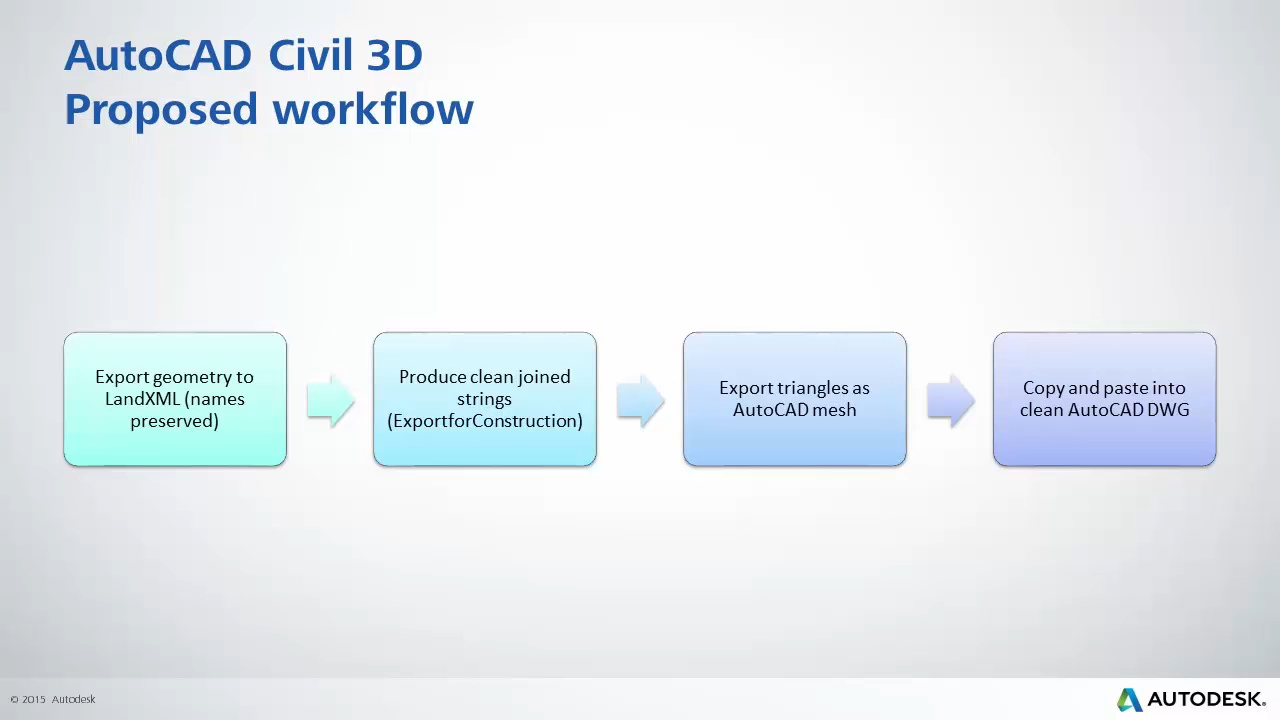 AutoCAD Civil 3D
Proposed workflow
Export geometry to
LandXML (names
preserved)
Produce clean joined
strings
(ExportforConstruction)
Export triangles as
AutoCAD mesh
Copy and paste into
clean AutoCAD DWG
© 2015 Autodesk
AUTODESK.